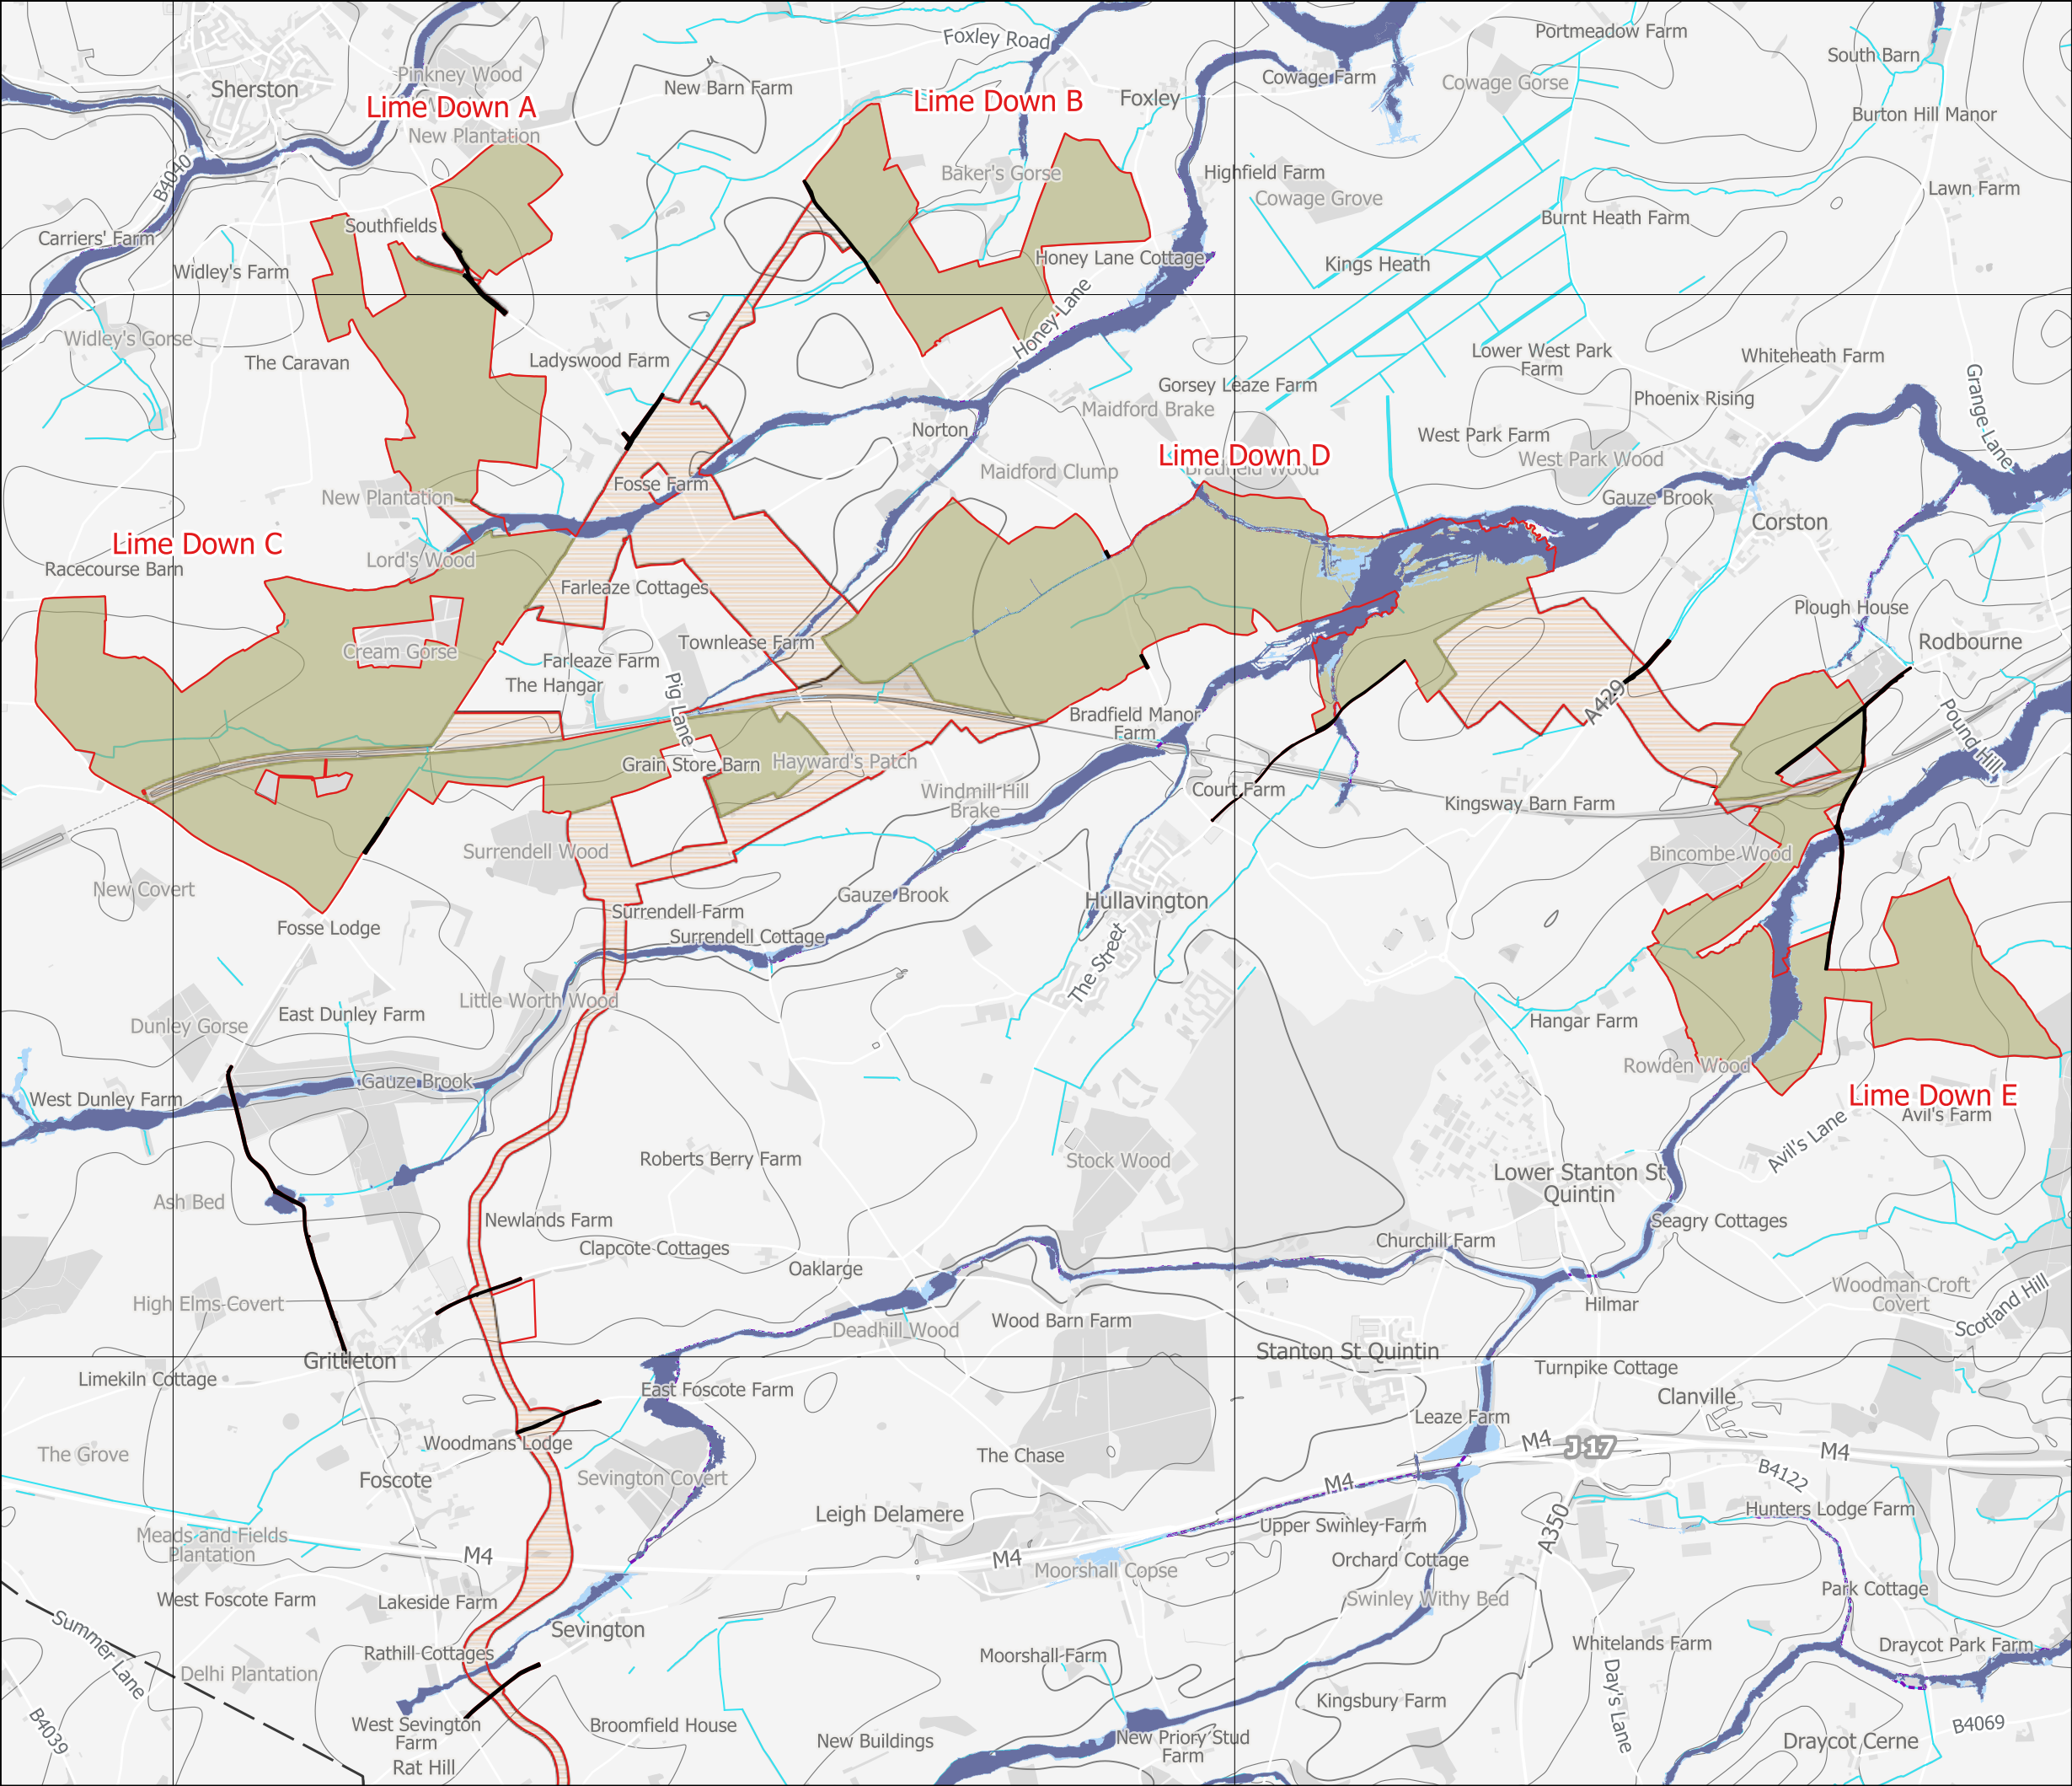 Foxley Road
Portmeadow Farm
South Barn
Pinkney Wood
Sherston
New Barn Farm
Foxley
Cowage Farm
Cowage Gorse
Lime Down A
Lime Down B
Burton Hill Manor
New Plantation
B4040
Baker's Gorse
Highfield Farm
Cowage Grove
Lawn Farm
Southfields
Burnt Heath Farm
Carriers' Farm
Widley's Farm
Honey Lane Cottage
Kings Heath
Honey Lane
Widley's Gorse
The Caravan
Ladyswood Farm
Lower West Park
Farm
Whiteheath Farm
Grange Lane
Gorsey Leaze Farm
Maidford Brake
Phoenix Rising
Norton
West Park Farm
West Park Wood
Lime Down D
Bradfield Wood
Maidford Clump
Fosse Farm
New Plantation
Gauze Brook
Corston
Lime Down C
Lord's Wood
Racecourse Barn
Farleaze Cottages
Plough House
Rodbourne
Cream Gorse
Townlease Farm
Farleaze Farm
The Hangar
Pig Lane
A429
Bradfield Manor
Farm
Pound Hill
Grain Store Barn
Hayward's Patch
Windmill Hill
Brake
Court Farm
Kingsway Barn Farm
Surrendell Wood
Bincombe Wood
New Covert
Gauze Brook
Hullavington
Fosse Lodge
Surrendell Farm
Surrendell Cottage
The Street
Little Worth Wood
East Dunley Farm
Dunley Gorse
Hangar Farm
Rowden Wood
Gauze Brook
West Dunley Farm
Lime Down E
Avil's Farm
Avil's Lane
Roberts Berry Farm
Stock Wood
Lower Stanton St
Quintin
Ash Bed
Newlands Farm
Seagry Cottages
Clapcote Cottages
Churchill Farm
Oaklarge
High Elms Covert
Woodman Croft
Covert
Scotland Hill
Hilmar
Deadhill Wood
Wood Barn Farm
Stanton St Quintin
Grittleton
Turnpike Cottage
Limekiln Cottage
East Foscote Farm
Clanville
Leaze Farm
Woodmans Lodge
The Grove
The Chase
M4
J 17
M4
Foscote
Sevington Covert
M4
B4122
Leigh Delamere
Hunters Lodge Farm
Upper Swinley Farm
A350
Meads and Fields
Plantation
M4
M4
Moorshall Copse
Orchard Cottage
Swinley Withy Bed
Park Cottage
West Foscote Farm
Lakeside Farm
Summer Lane
Sevington
Rathill Cottages
Moorshall Farm
Whitelands Farm
Draycot Park Farm
Delhi Plantation
Day's Lane
Kingsbury Farm
B4039
West Sevington
Farm
Broomfield House
New Buildings
New Priory Stud
Farm
B4069
Draycot Cerne
Rat Hill